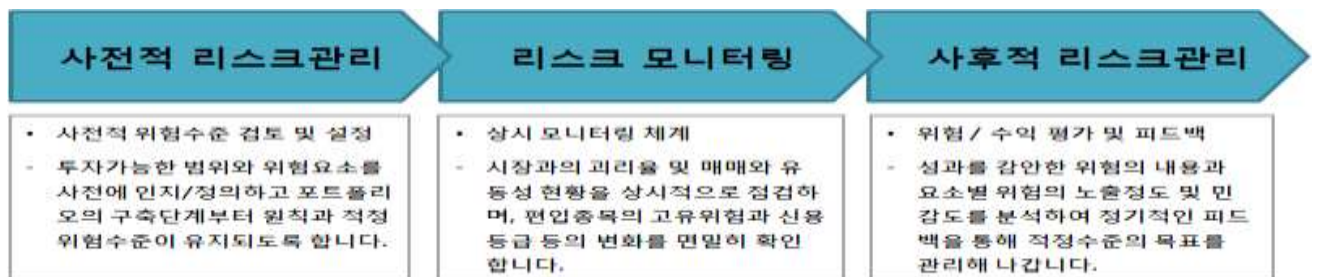 사전적 리스크관리
리스크 모니터링
사후적 리스크관리
• 사전적 위험수준 검토 및 설정
- 투자가능한 범위와 위험요소를
사전에 인지/정의하고 포트폴리
오의 구축단계부터 원칙과 적정
위험수준이 유지되도록 합니다.
• 상시 모니터링 체계
- 시장과의 괴리율 및 매매와 유
동성 현황을 상시적으로 점검하
며, 편입종목의 고유위험과 신용
등급 등의 변화를 면밀히 확인
합니다.
• 위험 / 수익 평가 및 피드백
- 성과를 감안한 위험의 내용과
요소별 위험의 노출정도 및 민
감도를 분석하여 정기적인 피드
백을 통해 적정수준의 목표를
관리해 나갑니다.